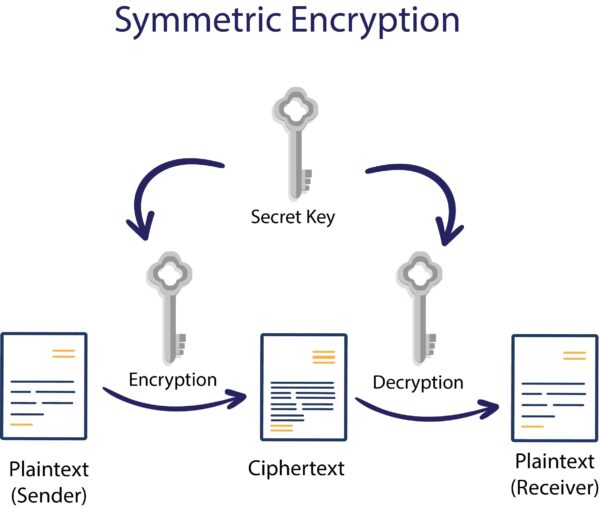 Symmetric Encryption
Secret Key
Encryption
Decryption
Plaintext
(Sender)
Ciphertext
Plaintext
(Receiver)